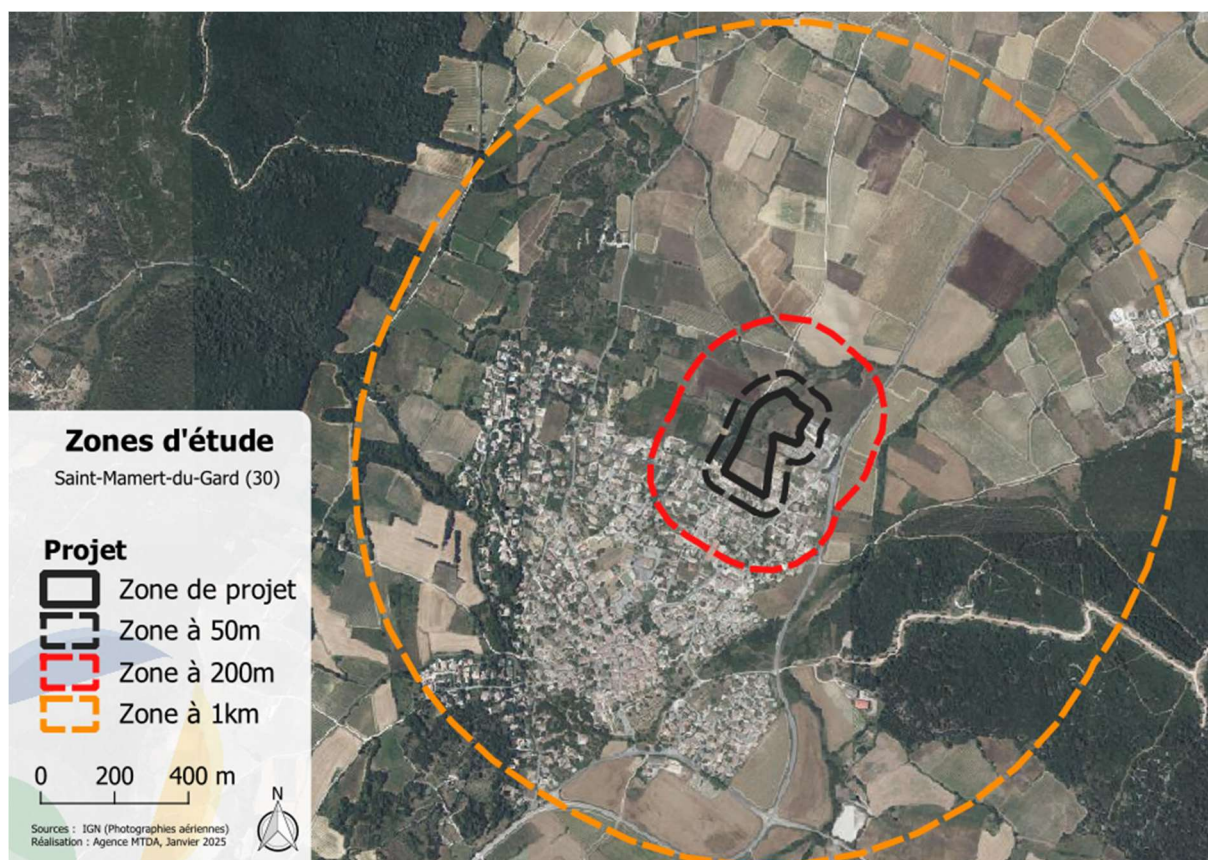 Zones d'étude
Saint-Mamert-du-Gard (30)
Projet
Zone de projet
Zone à 50m
Zone à 200m
Zone à 1km
0 200 400 m
N
Sources : IGN (Photographies aériennes)
Réalisation : Agence MTDA, Janvier 2025